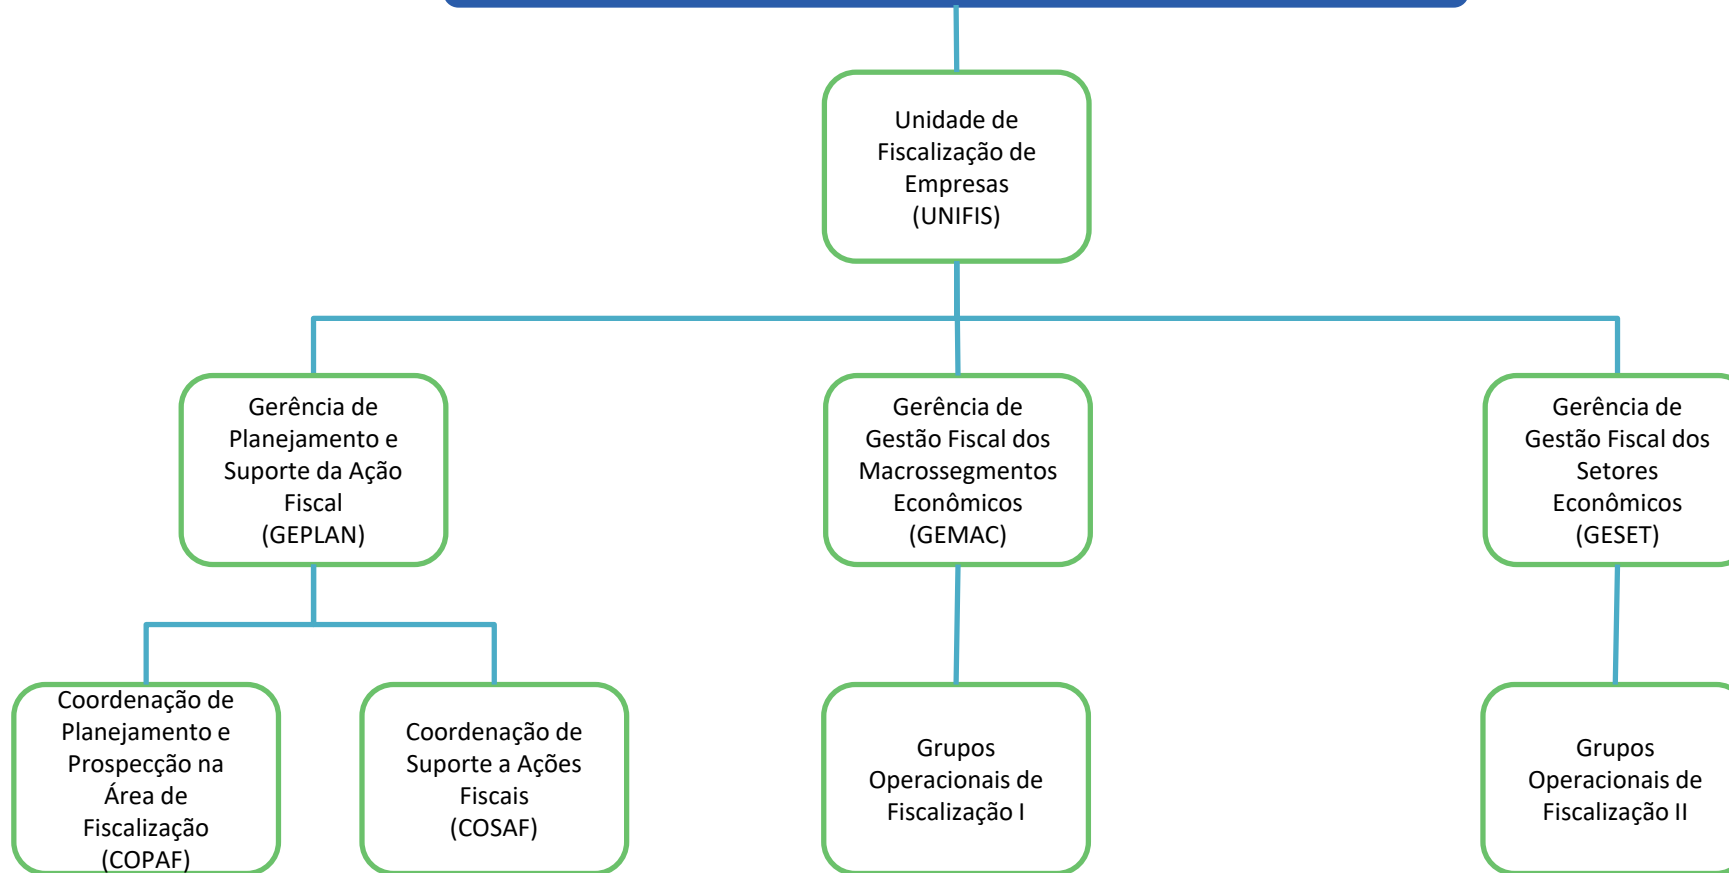 Unidade de
Fiscalização de
Empresas
(UNIFIS)
Gerência de
Planejamento e
Suporte da Ação
Fiscal
(GEPLAN)
Gerência de
Gestão Fiscal dos
Macrossegmentos
Econômicos
(GEMAC)
Gerência de
Gestão Fiscal dos
Setores
Econômicos
(GESET)
Coordenação de
Planejamento e
Prospecção na
Área de
Fiscalização
(COPAF)
Coordenação de
Suporte a Ações
Fiscais
(COSAF)
Grupos
Operacionais de
Fiscalização I
Grupos
Operacionais de
Fiscalização II